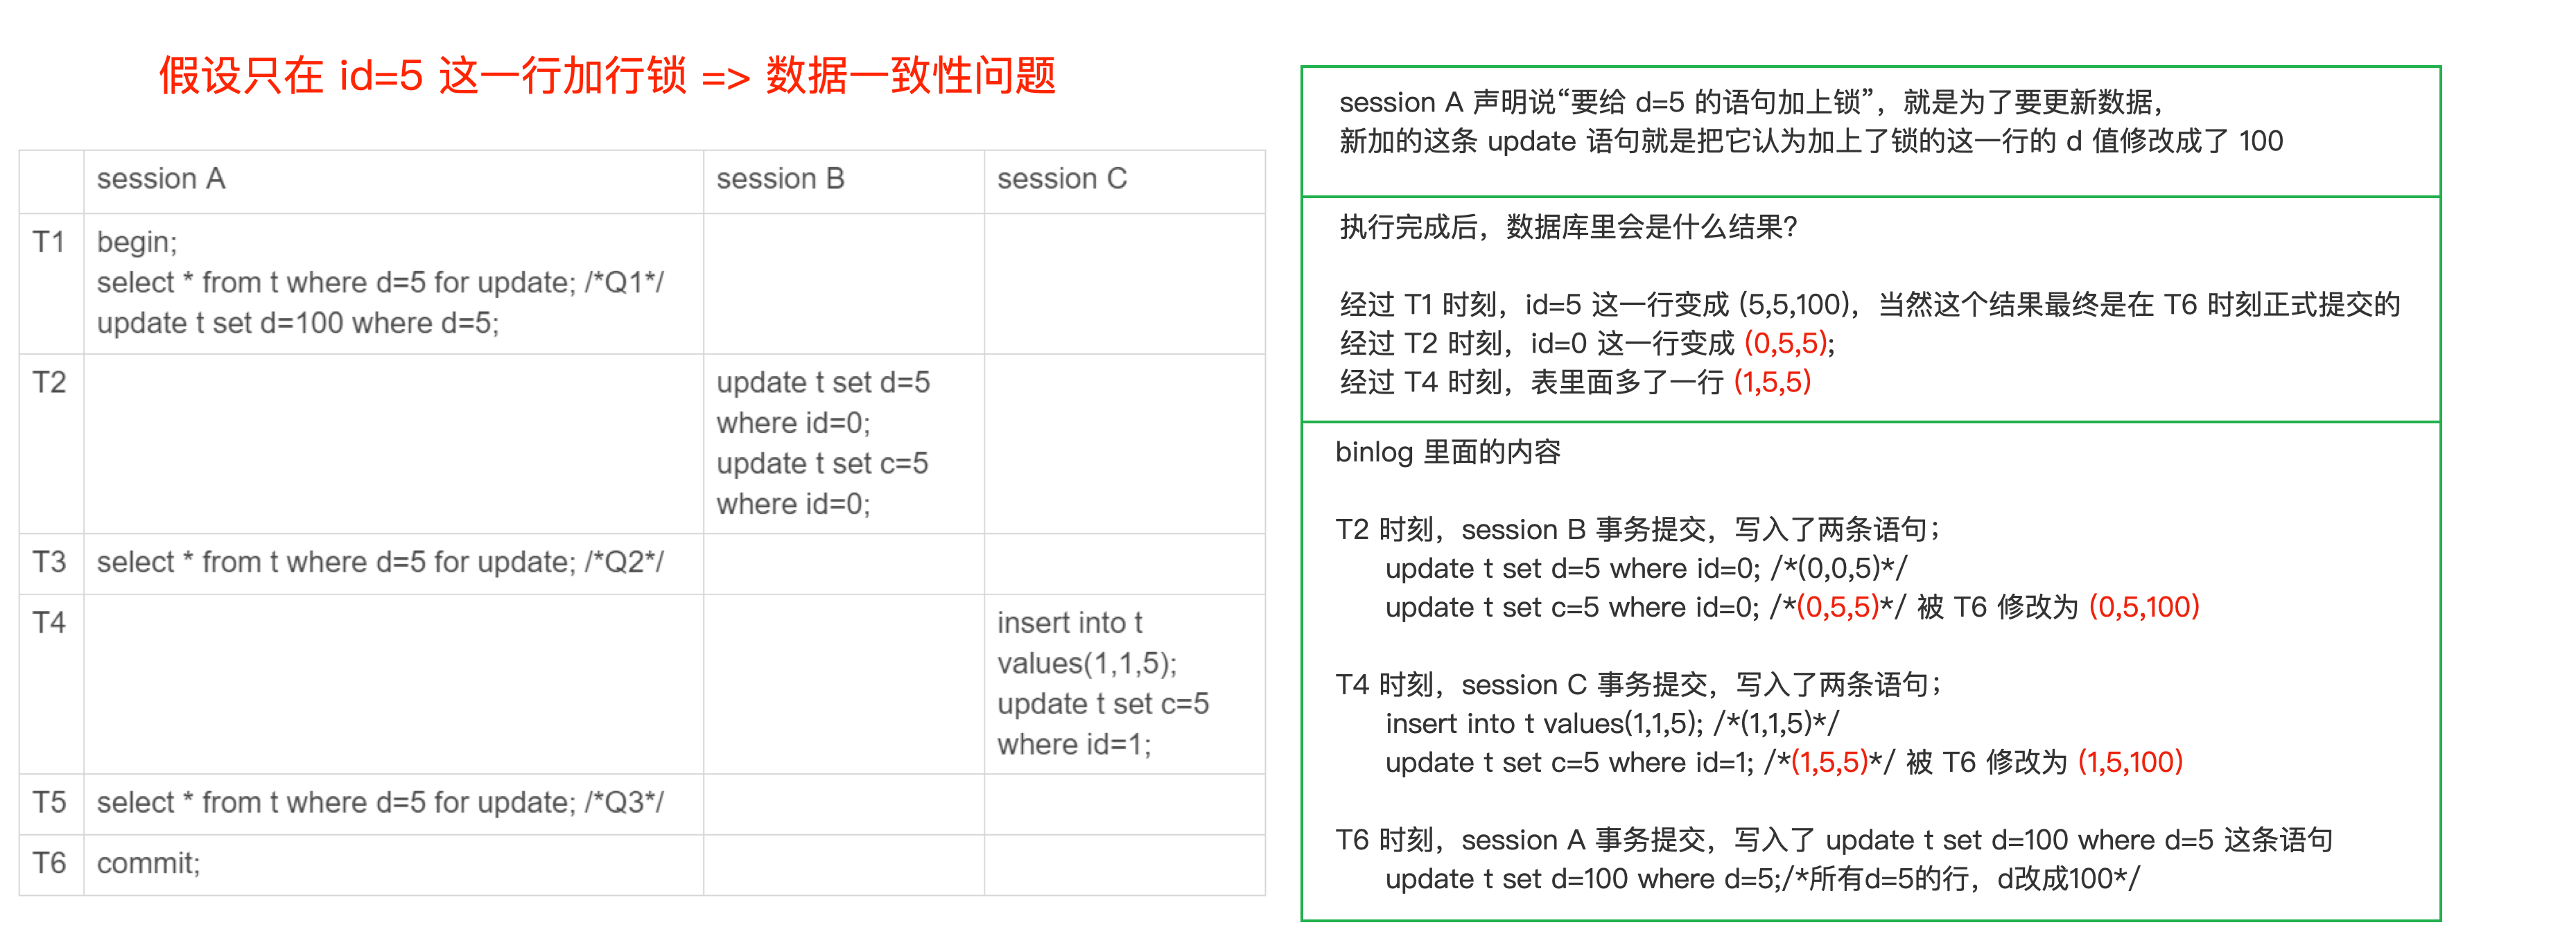 假设只在 id=5 这一行加行锁 => 数据一致性问题
session A
session B
session C
T1
begin;
select * from t where d=5 for update; /*Q1*/
update t set d=100 where d=5;
T2
update t set d=5
where id=0;
update t set c=5
where id=0;
T3
select * from t where d=5 for update; /*Q2*/
T4
insert into t
values(1,1,5);
update t set c=5
where id=1;
T5
select * from t where d=5 for update; /*Q3*/
T6
commit;
session A 声明说“要给 d=5 的语句加上锁”，就是为了要更新数据，
新加的这条 update 语句就是把它认为加上了锁的这一行的 d 值修改成了 100
执行完成后，数据库里会是什么结果？
经过 T1 时刻，id=5 这一行变成 (5,5,100)，当然这个结果最终是在 T6 时刻正式提交的
经过 T2 时刻，id=0 这一行变成 (0,5,5);
经过 T4 时刻，表里面多了一行 (1,5,5)
binlog 里面的内容
T2 时刻，session B 事务提交，写入了两条语句；
update t set d=5 where id=0; /*(0,0,5)*/
update t set c=5 where id=0; /*(0,5,5)*/ 被 T6 修改为 (0,5,100)
T4 时刻，session C 事务提交，写入了两条语句；
insert into t values(1,1,5); /*(1,1,5)*/
update t set c=5 where id=1; /*(1,5,5)*/ 被 T6 修改为 (1,5,100)
T6 时刻，session A 事务提交，写入了 update t set d=100 where d=5 这条语句
update t set d=100 where d=5;/*所有d=5的行，d改成100*/